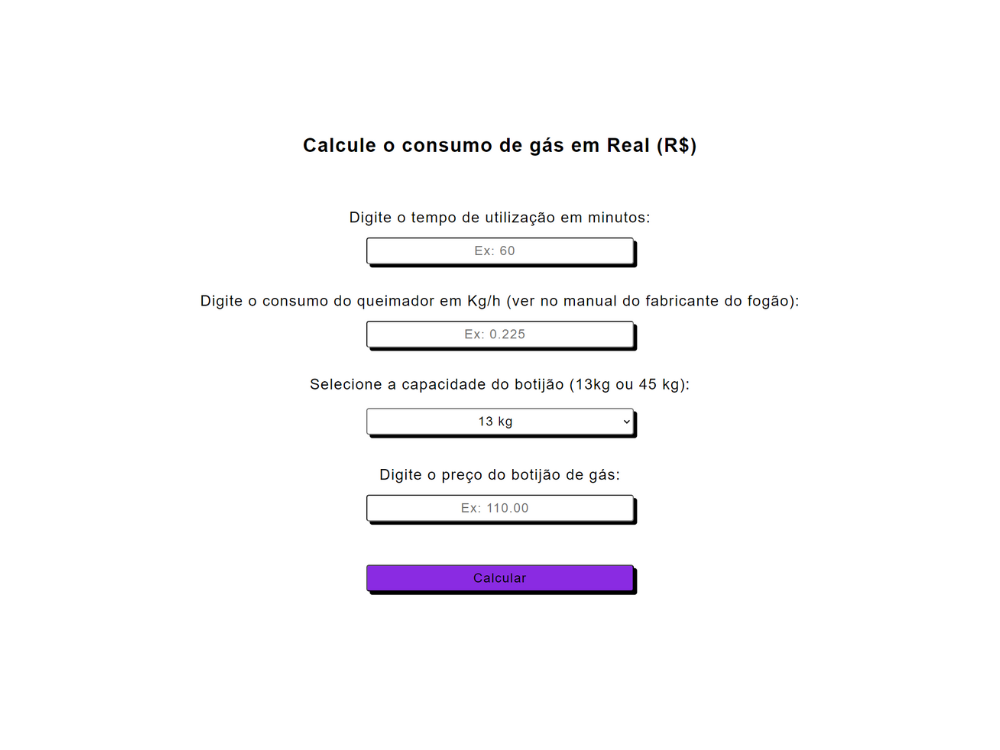 Calcule o consumo de gás em Real (R$)
Digite o tempo de utilização em minutos:
Ex: 60
Digite o consumo do queimador em Kg/h (ver no manual do fabricante do fogão):
Ex: 0.225
Selecione a capacidade do botijão (13kg ou 45 kg):
13 kg
Digite o preço do botijão de gás:
Ex: 110.00
Calcular